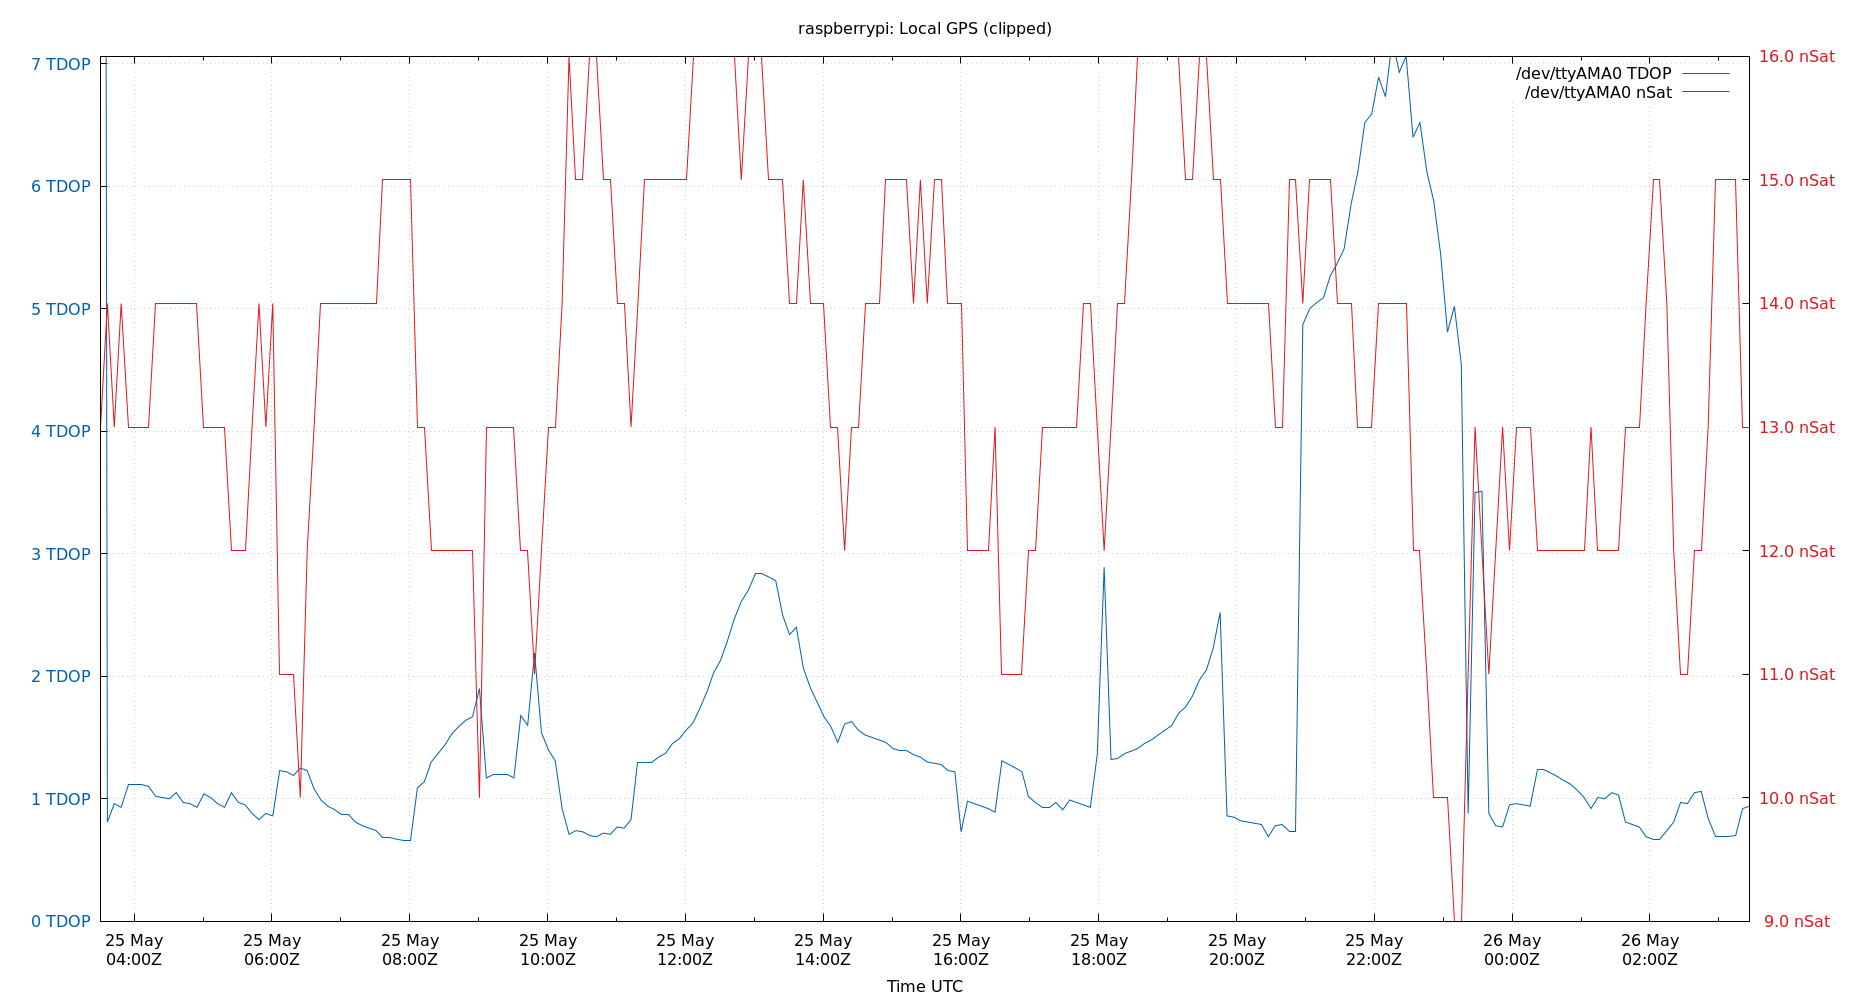 raspberrypi: Local GPS (clipped)
7 TDOP
6 TDOP
5 TDOP
4 TDOP
3 TDOP
2 TDOP
1 TDOP
0 TDOP
16.0 nSat
15.0 nSat
14.0 nSat
13.0 nSat
12.0 nSat
11.0 nSat
10.0 nSat
9.0 nSat
/dev/ttyAMA0 TDOP
/dev/ttyAMA0 nSat
25 May
04:00Z
25 May
06:00Z
25 May
08:00Z
25 May
10:00Z
25 May
12:00Z
25 May
14:00Z
25 May
16:00Z
25 May
18:00Z
25 May
20:00Z
25 May
22:00Z
26 May
00:00Z
26 May
02:00Z
Time UTC